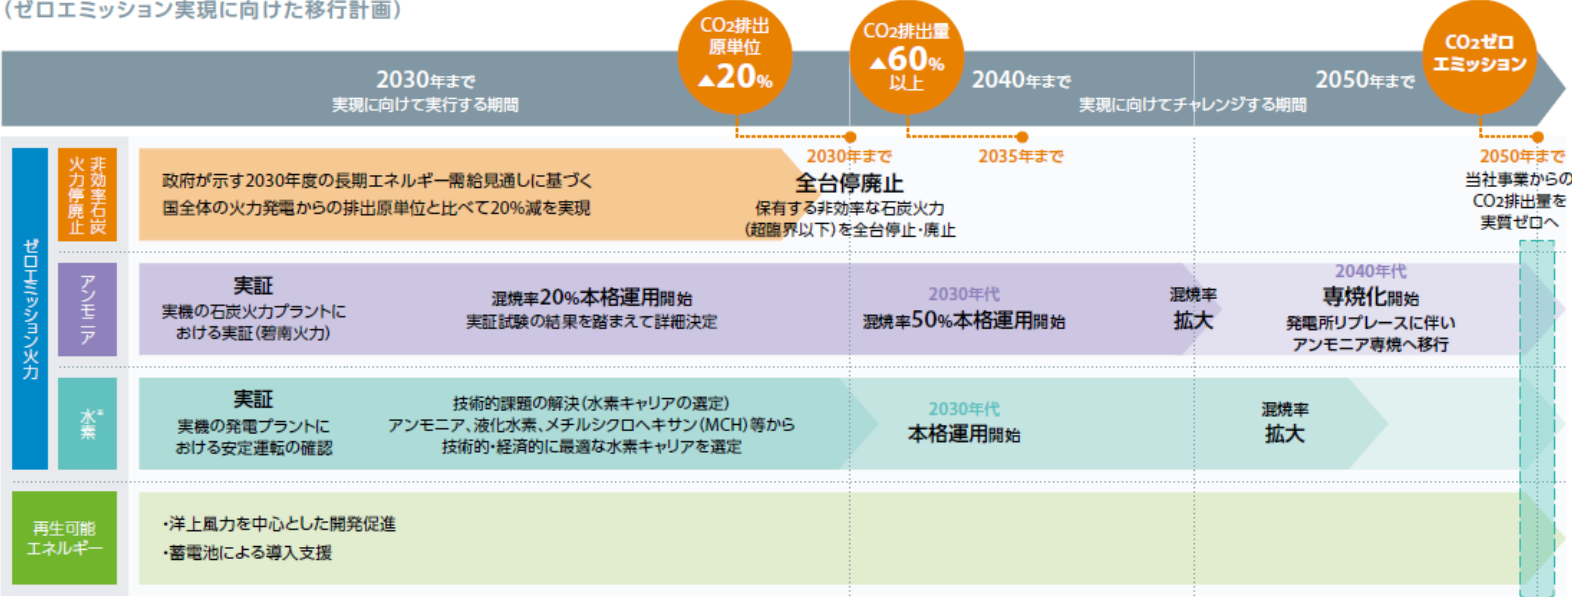 (ゼロエミッション実現に向けた移行計画)
CO2排出
原単位
▲20%
CO2排出量
▲60%
以上
CO2ゼロ
エミッション
2030年まで
実現に向けて実行する期間
2040年まで
2050年まで
実現に向けてチャレンジする期間
2030年まで
2035年まで
2050年まで
ゼロエミッション火力
非効率石炭
火力停廃止
政府が示す2030年度の長期エネルギー需給見通しに基づく
国全体の火力発電からの排出原単位と比べて20%減を実現
全台停廃止
保有する非効率な石炭火力
(超臨界以下)を全台停止・廃止
当社事業からの
CO2排出量を
実質ゼロへ
アンモニア
実証
実機の石炭火力プラントに
おける実証(碧南火力)
混焼率20%本格運用開始
実証試験の結果を踏まえて詳細決定
2030年代
混焼率50%本格運用開始
混焼率
拡大
2040年代
専焼化開始
発電所リプレースに伴い
アンモニア専焼へ移行
水素※
実証
実機の発電プラントに
おける安定運転の確認
技術的課題の解決(水素キャリアの選定)
アンモニア、液化水素、メチルシクロヘキサン(MCH)等から
技術的・経済的に最適な水素キャリアを選定
2030年代
本格運用開始
混焼率
拡大
再生可能
エネルギー
・洋上風力を中心とした開発促進
・蓄電池による導入支援